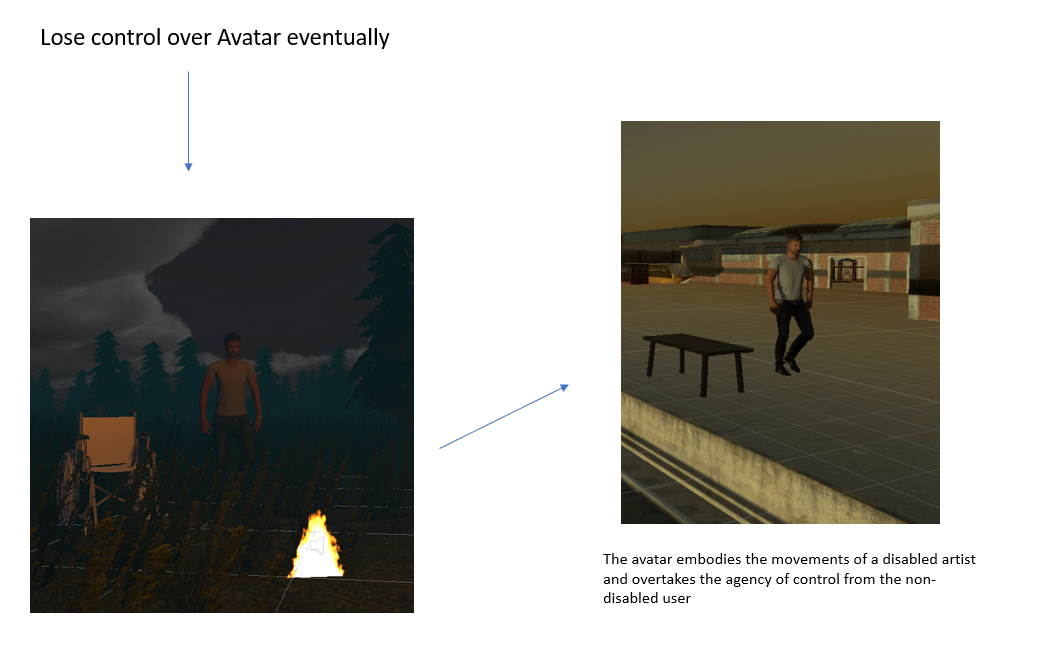 Lose control over Avatar eventually
The avatar embodies the movements of a disabled artist
and overtakes the agency of control from the non-
disabled user